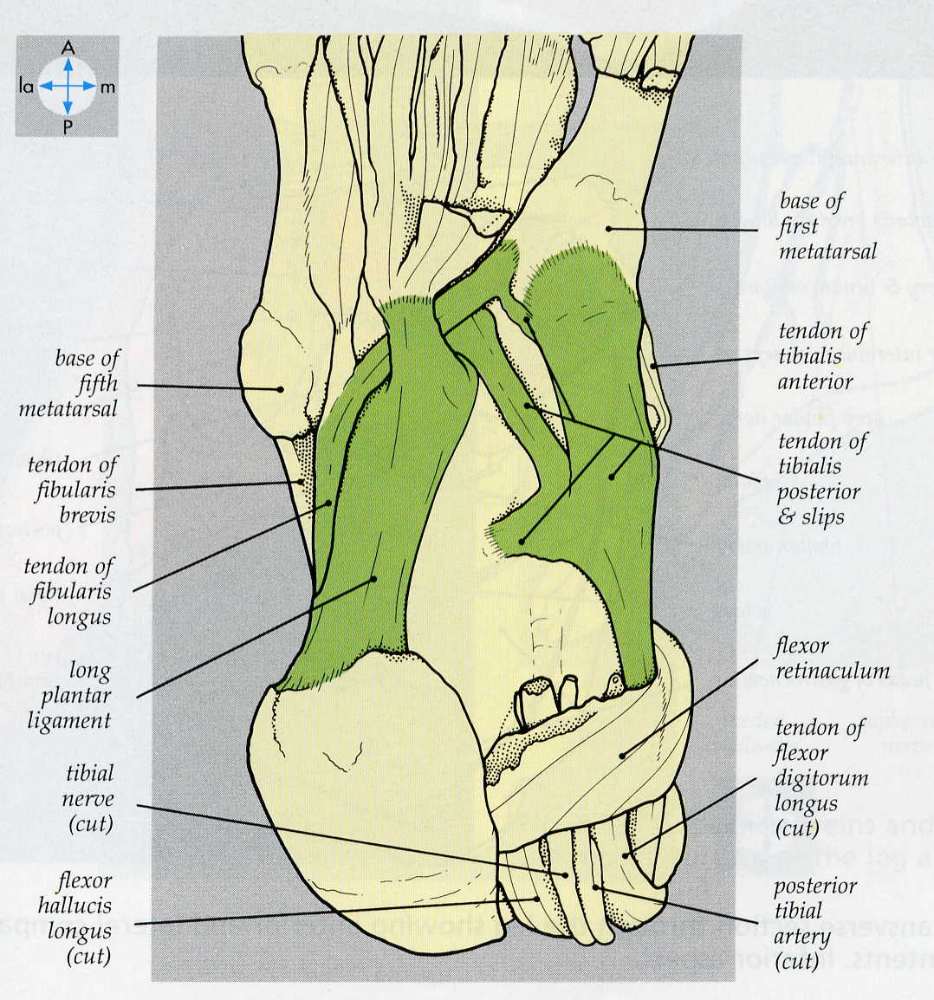 A
la
m
P
base of
first
metatarsal
tendon of
tibialis
anterior
tendon of
tibialis
posterior
& slips
flexor
retinaculum
tendon of
flexor
digitorum
longus
(cut)
posterior
tibial
artery
(cut)
base of
fifth
metatarsal
tendon of
fibularis
brevis
tendon of
fibularis
longus
long
plantar
ligament
tibial
nerve
(cut)
flexor
hallucis
longus
(cut)